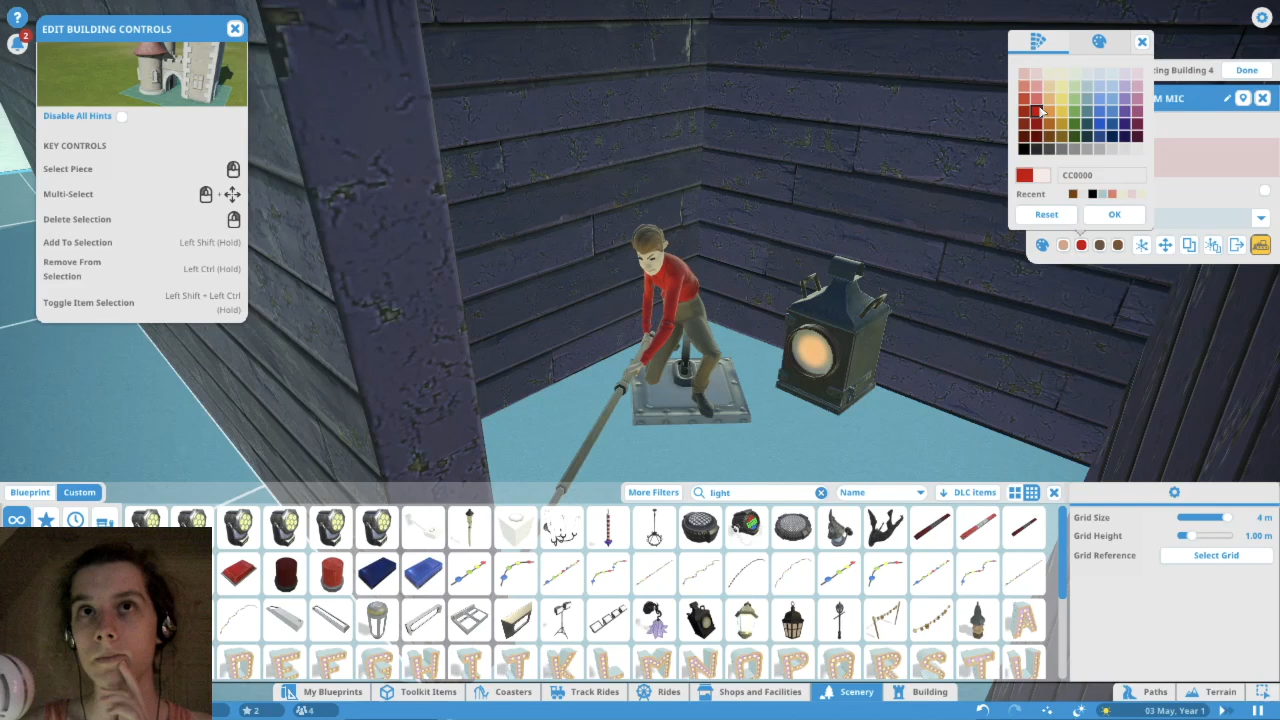 ?
2
EDIT BUILDING CONTROLS
Disable All Hints
KEY CONTROLS
Select Piece
Multi-Select
+
Delete Selection
Add To Selection Left Shift (Hold)
Remove From
Selection
Left Ctrl (Hold)
Toggle Item Selection
Left Shift + Left Ctrl
(Hold)
ing Building 4 Done
M MIC
CC0000
Recent
Reset OK
Blueprint Custom
More Filters light Name DLC items
Grid Size 4 m
Grid Height 1.00 m
Grid Reference Select Grid
A
D E F G H I T K L M N O P Q R S T U
My Blueprints Toolkit Items Coasters Track Rides Rides Shops and Facilities Scenery Building Paths Terrain
2 4 03 May, Year 1